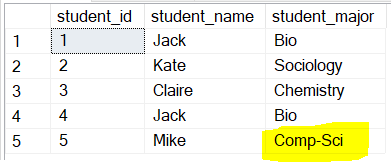 student_id student_name student_major
1 1 Jack Bio
2 2 Kate Sociology
3 3 Claire Chemistry
4 4 Jack Bio
5 5 Mike Comp-Sci